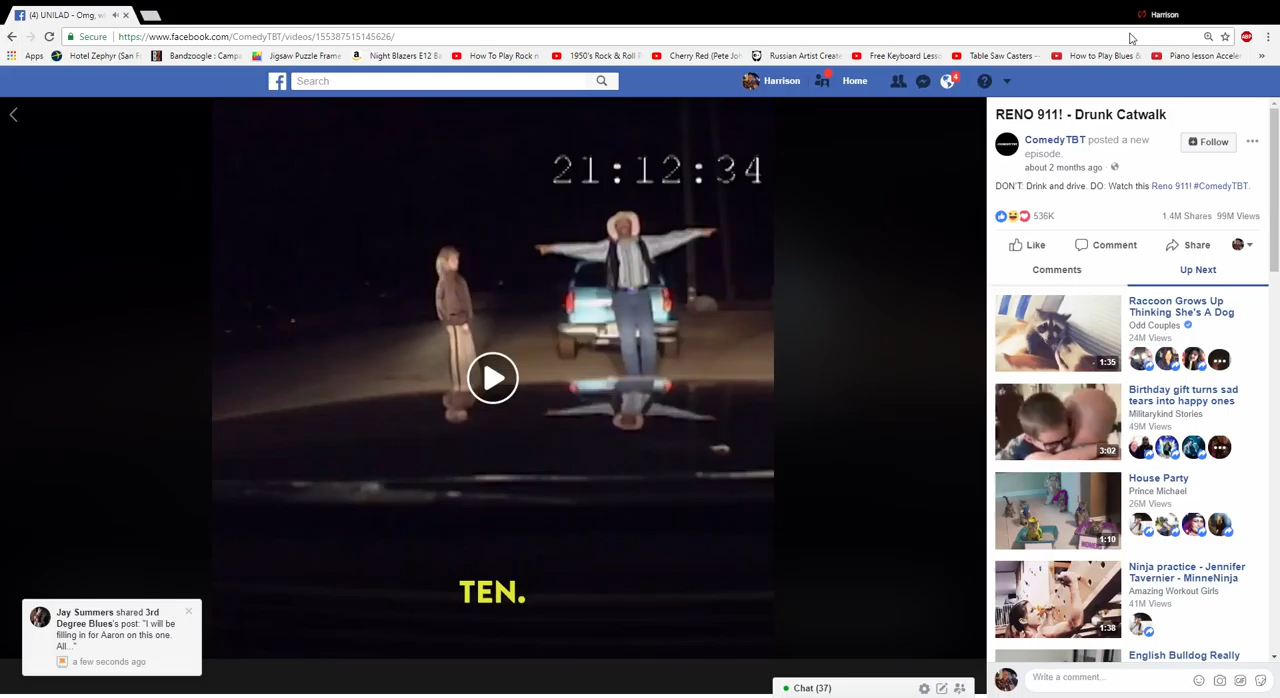 (4) UNILAD - Omg, w
Harrison
Secure
https://www.facebook.com/ComedyTBT/videos/155387515145626/
Apps
Hotel Zephyr (San F
Bandzoogle : Campa
Jigsaw Puzzle Frame
Night Blazers E12 Ba
How To Play Rock n
1950's Rock & Roll P
Cherry Red (Pete Joh
Russian Artist Create
Free Keyboard Lesso
Table Saw Casters --
How to Play Blues &
Piano lesson Acceler
Search
Harrison
Home
4
21:12:34
TEN.
RENO 911! - Drunk Catwalk
ComedyTBT posted a new
episode.
about 2 months ago
Follow
DON'T: Drink and drive. DO: Watch this Reno 911! #ComedyTBT.
536K
1.4M Shares 99M Views
Like
Comment
Share
Comments
Up Next
Raccoon Grows Up
Thinking She's A Dog
Odd Couples
24M Views
1:35
Birthday gift turns sad
tears into happy ones
Militarykind Stories
49M Views
3:02
House Party
Prince Michael
26M Views
1:10
Ninja practice - Jennifer
Tavernier - MinneNinja
Amazing Workout Girls
41M Views
1:38
English Bulldog Really
Write a comment...
Jay Summers shared 3rd
Degree Blues's post: "I will be
filling in for Aaron on this one.
All..."
a few seconds ago
Chat (37)